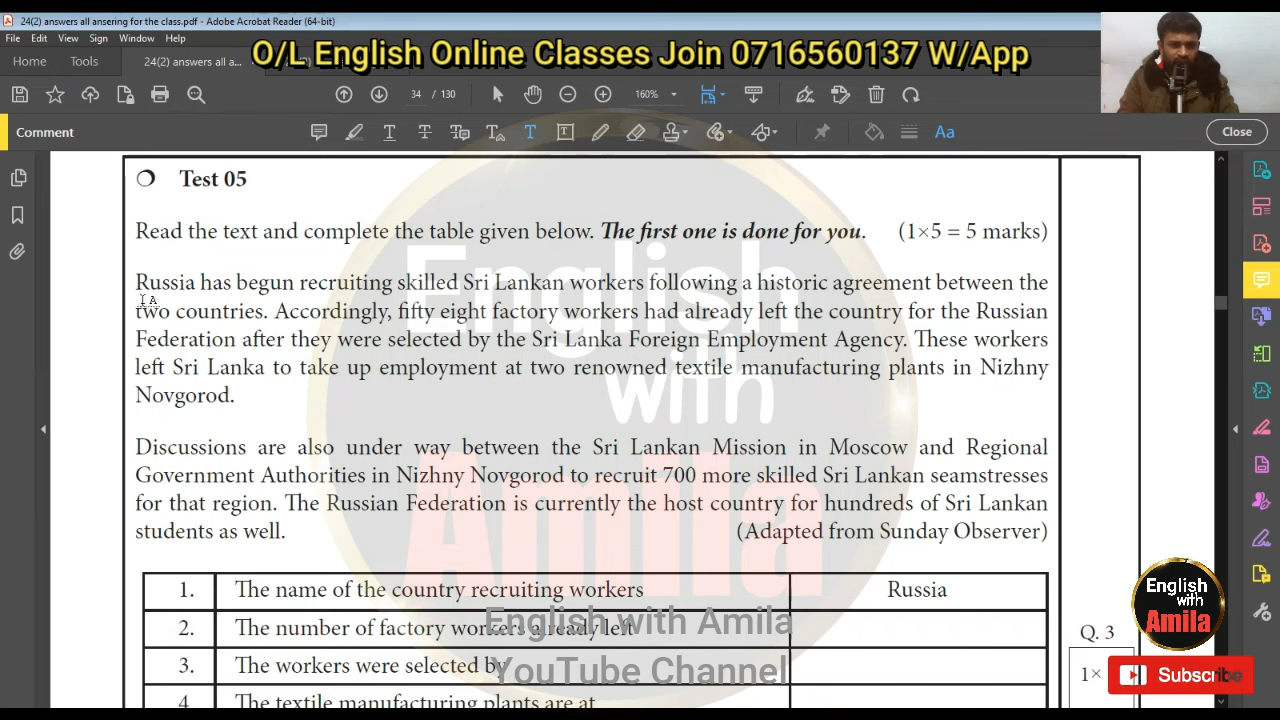 24(2) answers all ansering for the class.pdf - Adobe Acrobat Reader (64-bit)
File Edit View Sign Window Help
O/L English Online Classes Join 0716560137 W/App
Home Tools 24(2) answers all a...
34 / 130 160%
Comment Close
Test 05
Read the text and complete the table given below. The first one is done for you. (1×5 = 5 marks)
Russia has begun recruiting skilled Sri Lankan workers following a historic agreement between the
two countries. Accordingly, fifty eight factory workers had already left the country for the Russian
Federation after they were selected by the Sri Lanka Foreign Employment Agency. These workers
left Sri Lanka to take up employment at two renowned textile manufacturing plants in Nizhny
Novgorod.
Discussions are also under way between the Sri Lankan Mission in Moscow and Regional
Government Authorities in Nizhny Novgorod to recruit 700 more skilled Sri Lankan seamstresses
for that region. The Russian Federation is currently the host country for hundreds of Sri Lankan
students as well. (Adapted from Sunday Observer)
1. The name of the country recruiting workers Russia
2. The number of factory workers already left
3. The workers were selected by
4. The textile manufacturing plants are at
Q. 3
1×
English
with
Amila
English with Amila
YouTube Channel
English
with
Amila
Subscribe